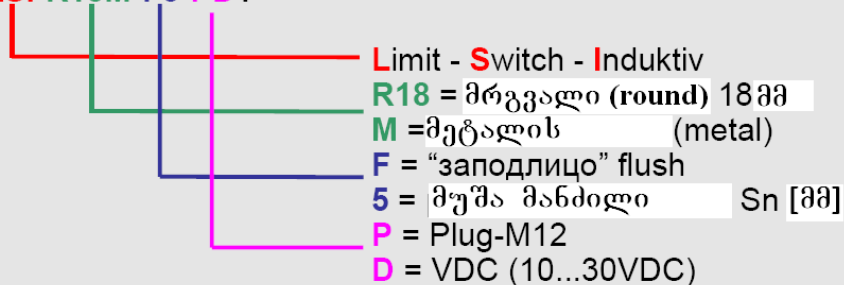 Limit - Switch - Induktiv
R18 = მრგვალი (round) 18მმ
M =მეტალის (metal)
F = “заподлицо” flush
5 = მუშა მანძილი Sn [მმ]
P = Plug-M12
D = VDC (10...30VDC)